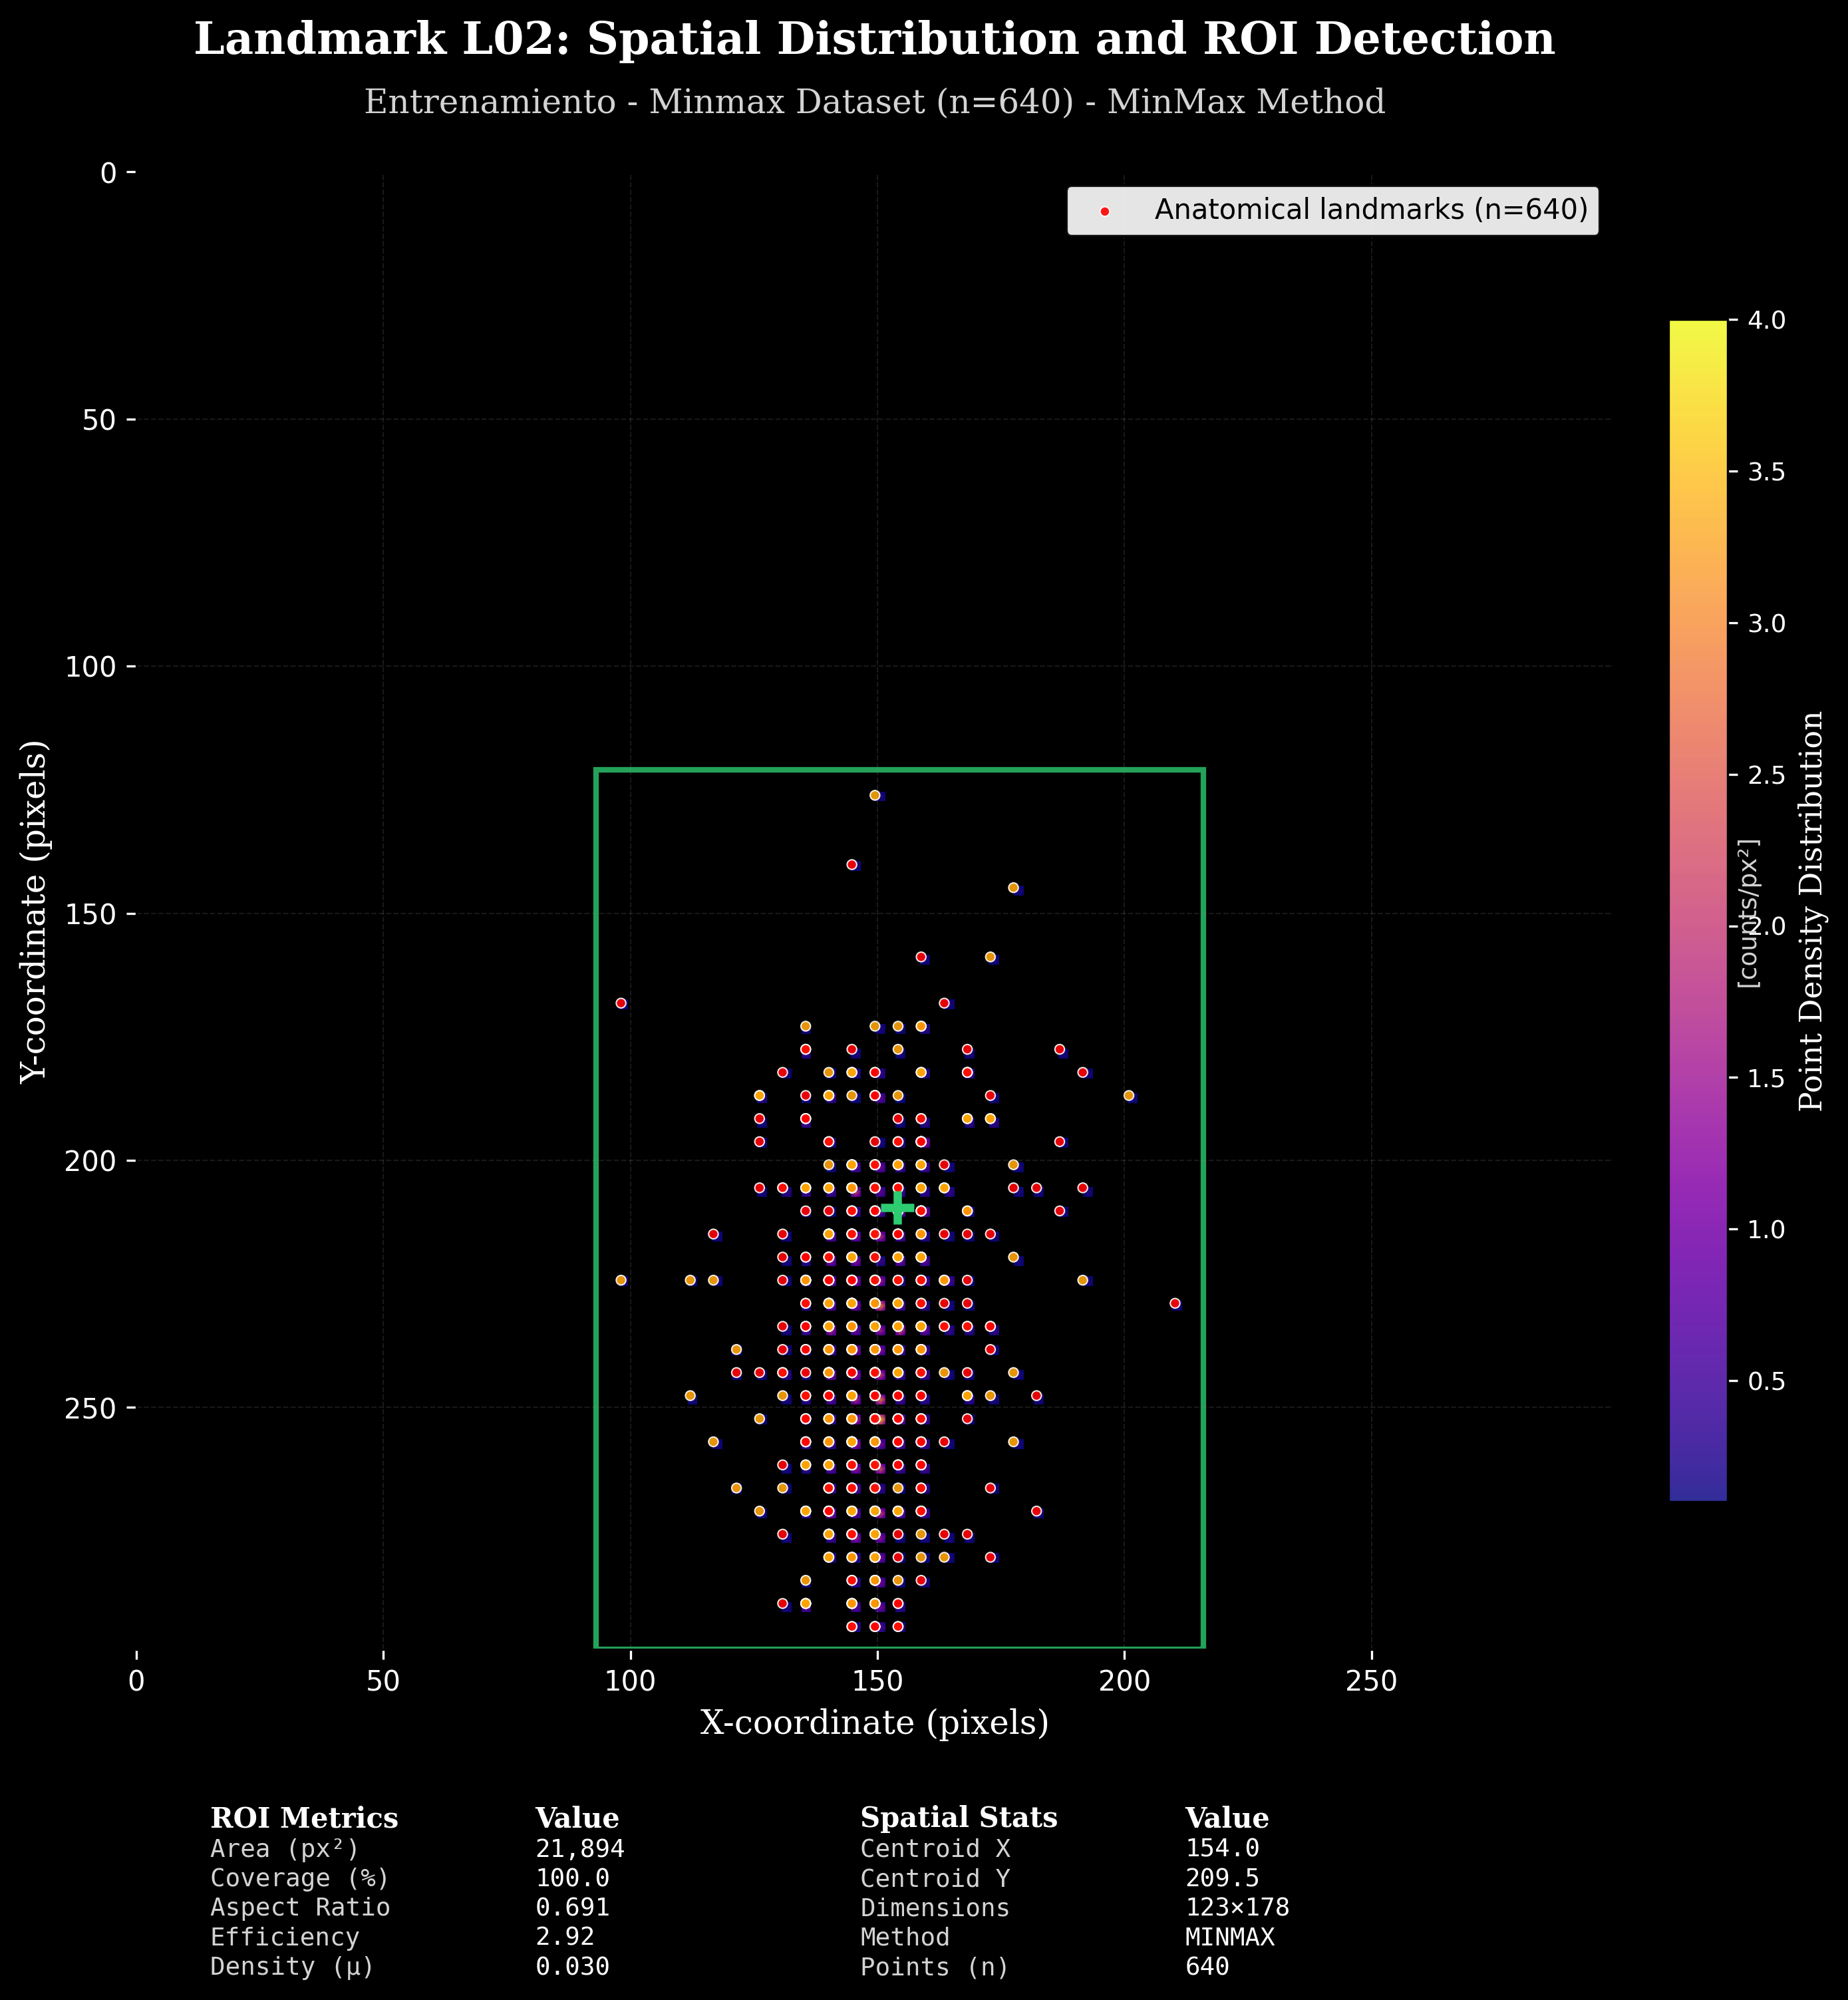 Landmark L02: Spatial Distribution and ROI Detection
Entrenamiento - Minmax Dataset (n=640) - MinMax Method
Anatomical landmarks (n=640)
0
50
100
150
200
250
Y-coordinate (pixels)
0 50 100 150 200 250
X-coordinate (pixels)
4.0
3.5
3.0
2.5
2.0
1.5
1.0
0.5
[counts/px²]
Point Density Distribution
ROI Metrics Value Spatial Stats Value
Area (px²) 21,894 Centroid X 154.0
Coverage (%) 100.0 Centroid Y 209.5
Aspect Ratio 0.691 Dimensions 123×178
Efficiency 2.92 Method MINMAX
Density (μ) 0.030 Points (n) 640